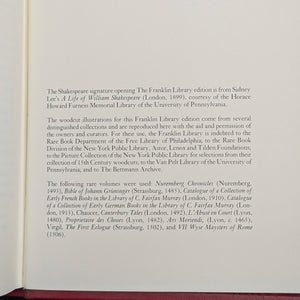 The Shakespeare signature opening The Franklin Library edition is from Sidney
Lee's A Life of William Shakespeare (London, 1899), courtesy of the Horace
Howard Furness Memorial Library of the University of Pennsylvania.
The woodcut illustrations for this Franklin Library edition come from several
distinguished collections and are reproduced here with the aid and permission of
the owners and curators. For their use, The Franklin Library is indebted to the
Rare Book Department of the Free Library of Philadelphia; to the Rare Book
Division of the New York Public Library, Astor, Lenox and Tilden Foundations;
to the Picture Collection of the New York Public Library for selections from their
collection of 15th Century woodcuts; to the Van Pelt Library of the University of
Pennsylvania; and to The Bettmann Archive.
The following rare volumes were used: Nuremberg Chronicles (Nuremberg,
1493), Bible of Johann Grüninger (Strasbourg, 1485), Catalogue of a Collection of
Early French Books in the Library of C. Fairfax Murray (London, 1910), Catalogue
of a Collection of Early German Books in the Library of C. Fairfax Murray (Lon-
don, 1913), Chaucer, Canterbury Tales (London, 1492), L'Abusé en Court (Lyon,
1480), Propriétaire des Choses (Lyon, 1482), Ars Moriendi, (Lyon, c. 1465),
Virgil, The First Eclogue (Strasbourg, 1502), and VII Wyse Maysters of Rome
(1506).